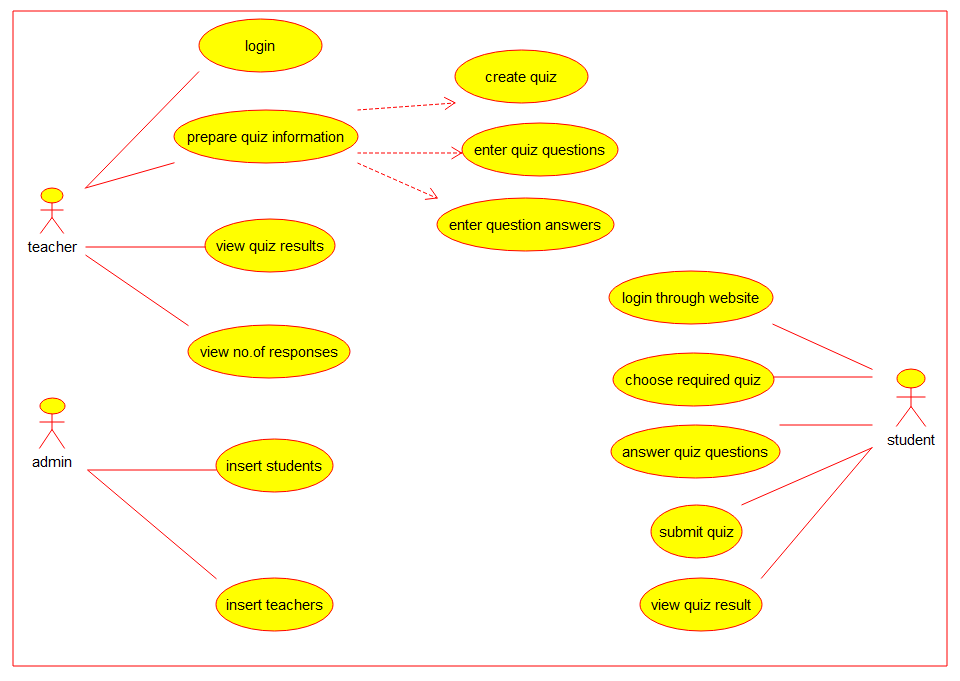 login
create quiz
prepare quiz information
enter quiz questions
enter question answers
teacher
view quiz results
login through website
view no.of responses
choose required quiz
student
admin
answer quiz questions
insert students
submit quiz
insert teachers
view quiz result